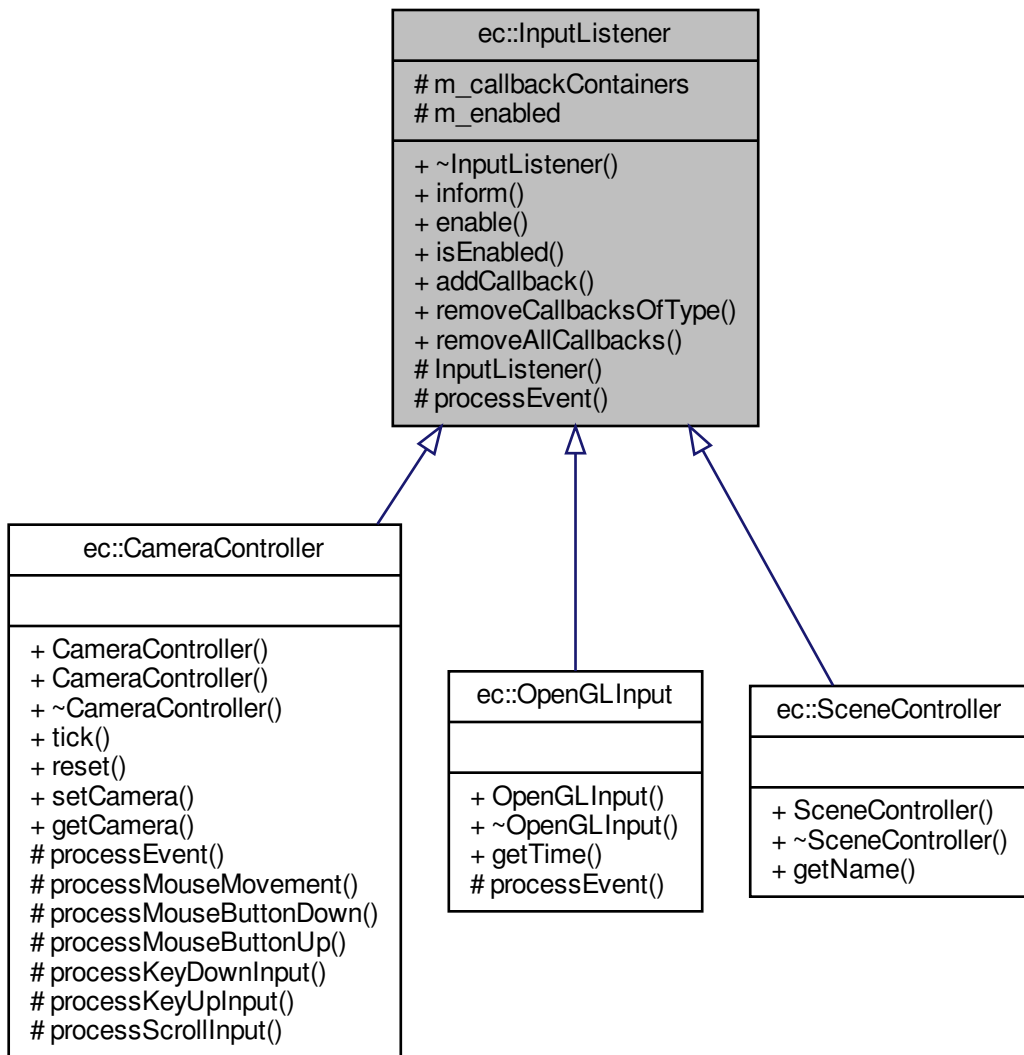 ec::InputListener
# m_callbackContainers
# m_enabled
+ ~InputListener()
+ inform()
+ enable()
+ isEnabled()
+ addCallback()
+ removeCallbacksOfType()
+ removeAllCallbacks()
# InputListener()
# processEvent()
ec::CameraController
+ CameraController()
+ CameraController()
+ ~CameraController()
+ tick()
+ reset()
+ setCamera()
+ getCamera()
# processEvent()
# processMouseMovement()
# processMouseButtonDown()
# processMouseButtonUp()
# processKeyDownInput()
# processKeyUpInput()
# processScrollInput()
ec::OpenGLInput
+ OpenGLInput()
+ ~OpenGLInput()
+ getTime()
# processEvent()
ec::SceneController
+ SceneController()
+ ~SceneController()
+ getName()